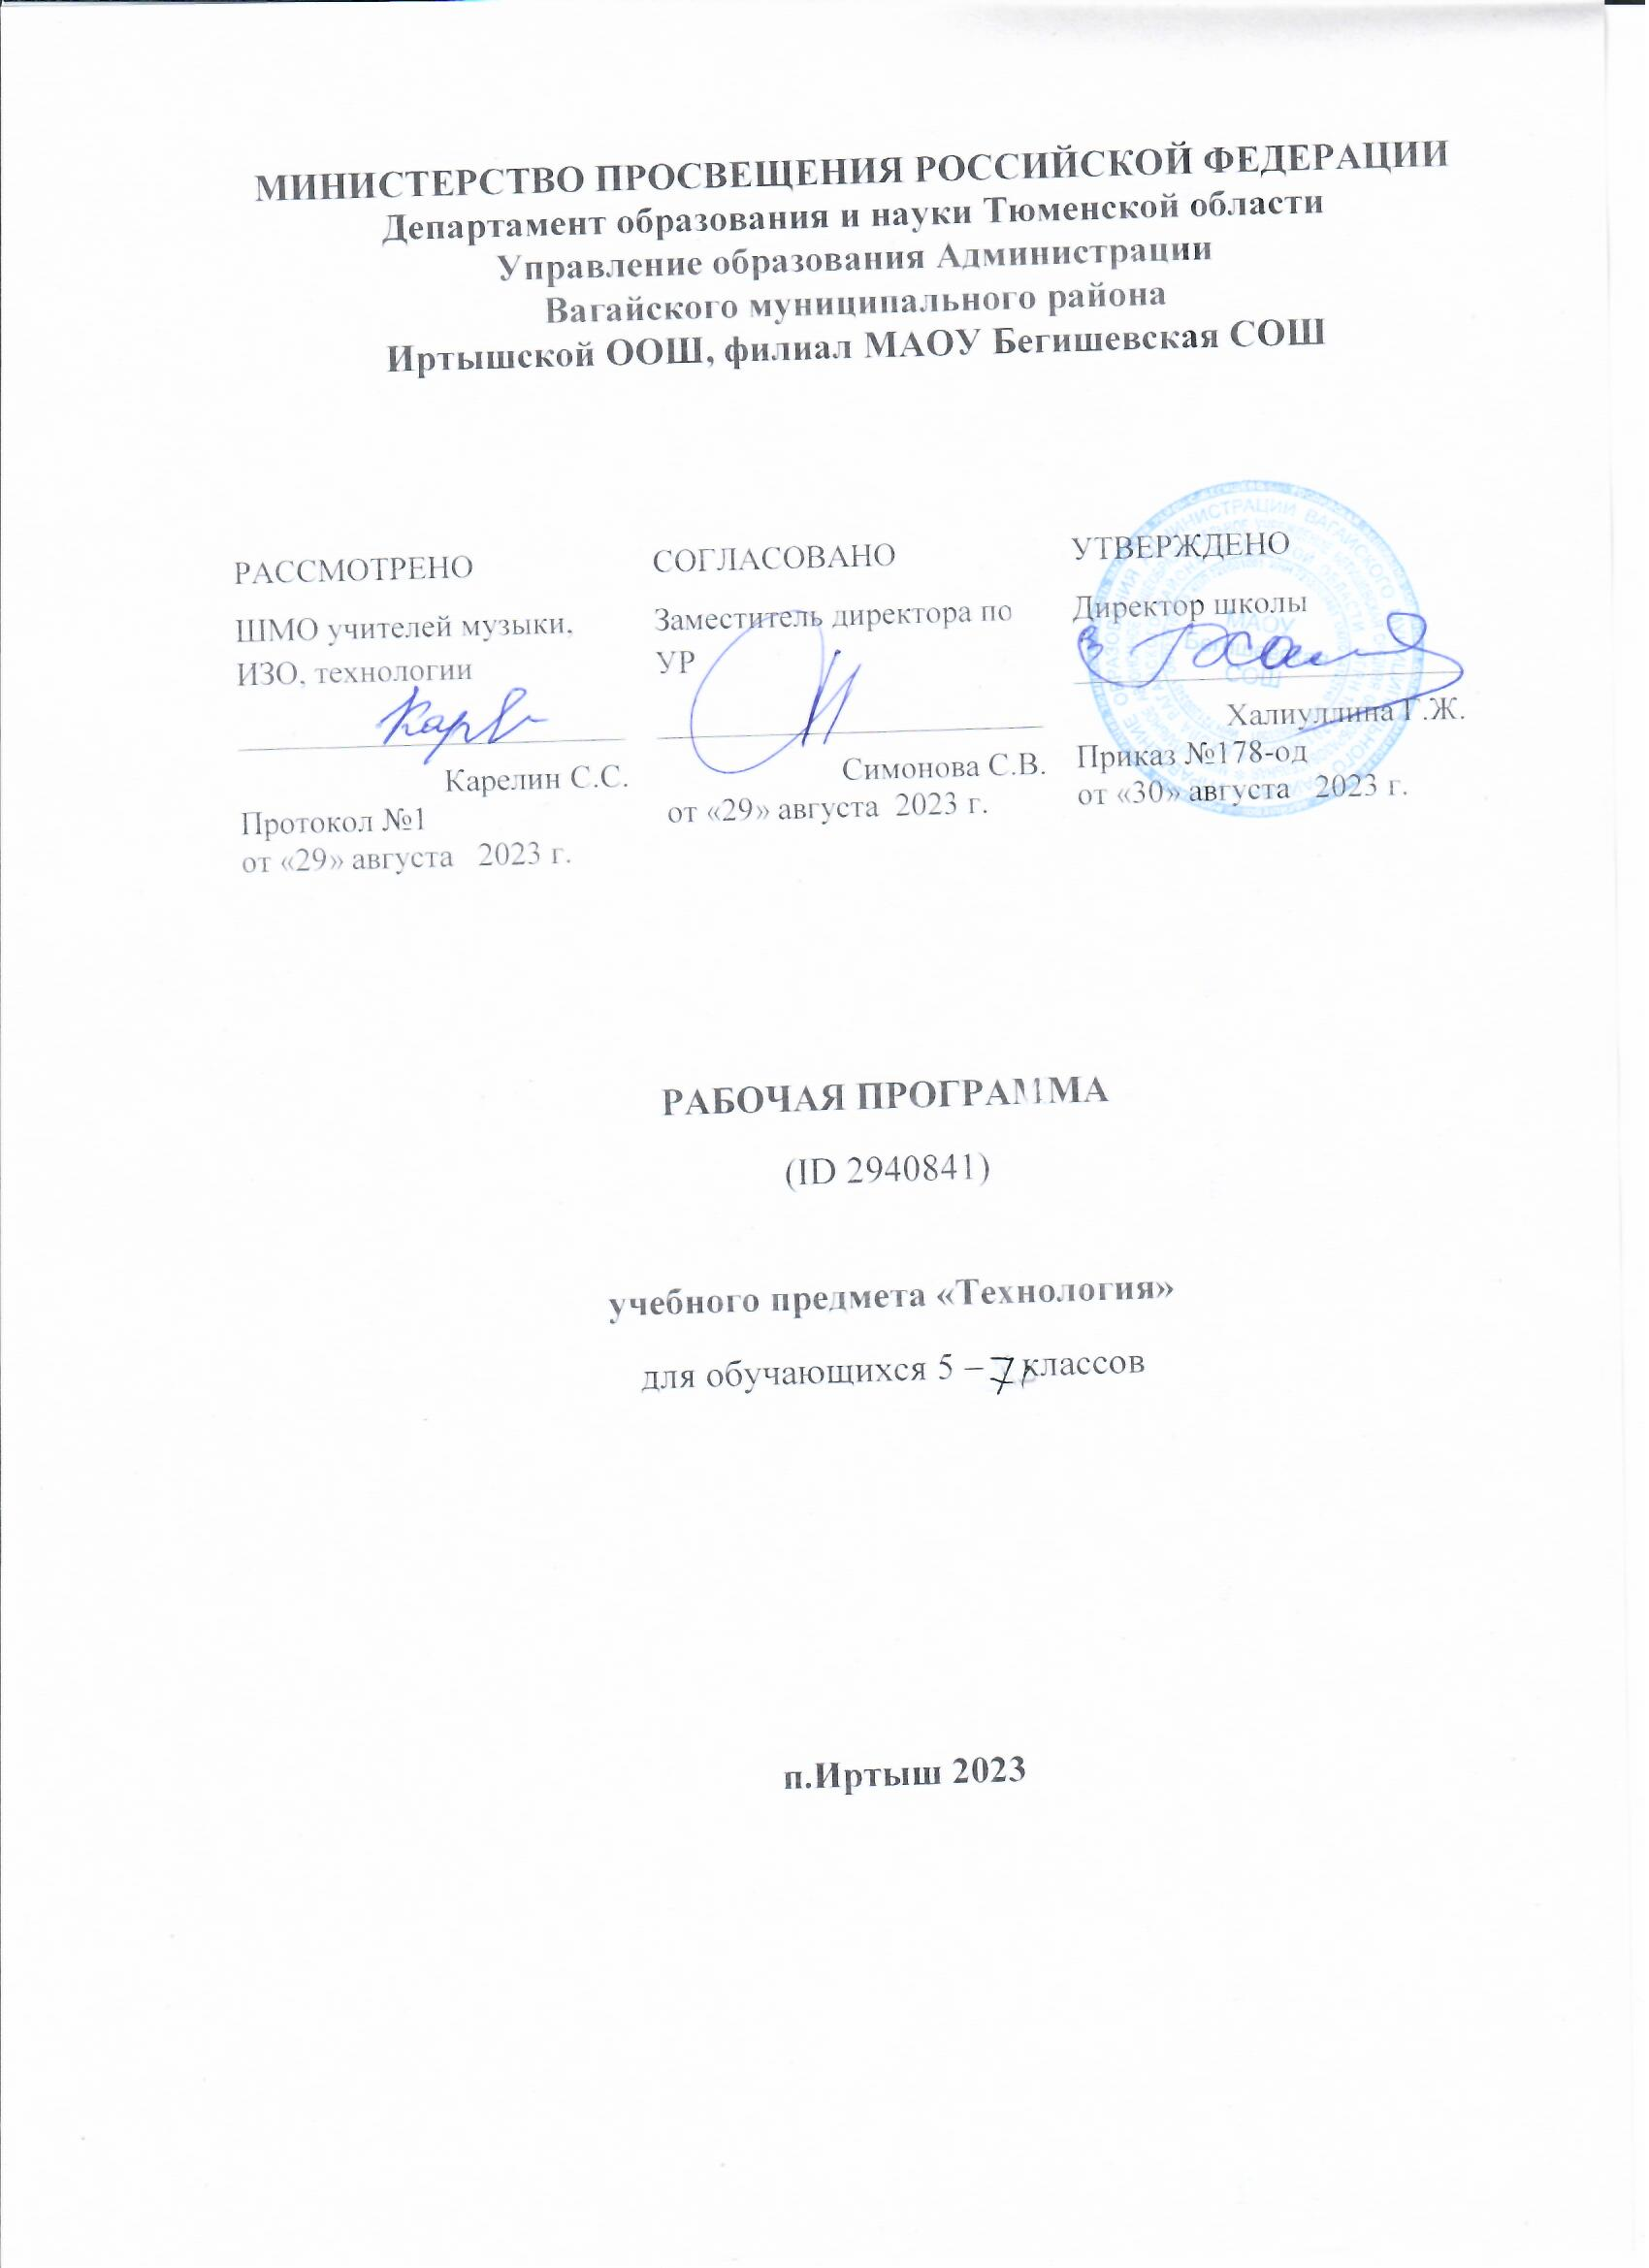 МИНИСТЕРСТВО ПРОСВЕЩЕНИЯ РОССИЙСКОЙ ФЕДЕРАЦИИ
Департамент образования и науки Тюменской области
Управление образования Администрации
Вагайского муниципального района
Иртышской ООШ, филиал МАОУ Бегишевская СОШ
РАССМОТРЕНО
ШМО учителей музыки,
ИЗО, технологии
Карелин С.С.
Протокол №1
от «29» августа 2023 г.
СОГЛАСОВАНО
Заместитель директора по
УР
Симонова С.В.
от «29» августа 2023 г.
УТВЕРЖДЕНО
Директор школы
МАОУ
СОШ
Халиуллина Г.Ж.
Приказ №178-од
от «30» августа 2023 г.
РАБОЧАЯ ПРОГРАММА
(ID 2940841)
учебного предмета «Технология»
для обучающихся 5 – 7 классов
п.Иртыш 2023